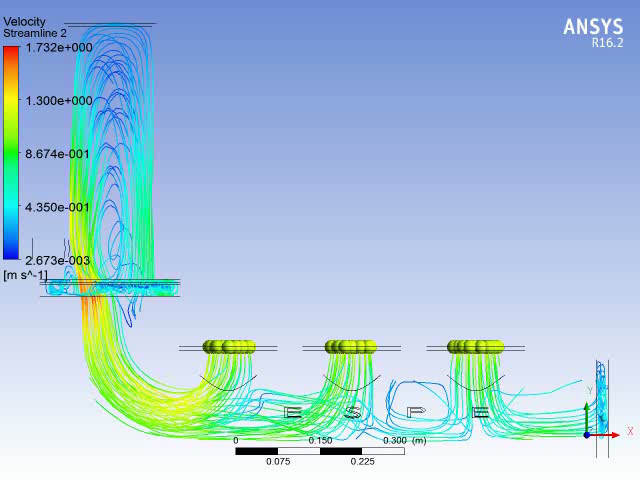 Velocity
Streamline 2
1.732e+000
1.300e+000
8.674e-001
4.350e-001
2.673e-003
[m s^-1]
ANSYS
R16.2
E S P E
Y
X
0 0.150 0.300 (m)
0.075 0.225